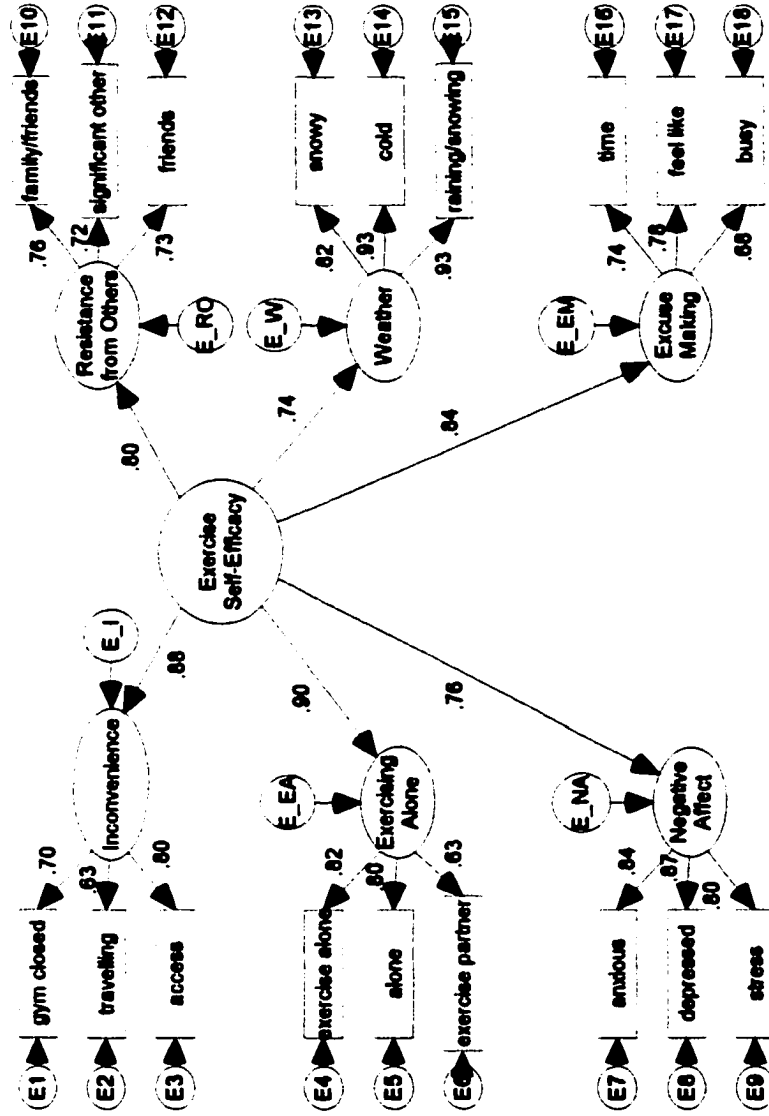 E1
gym closed
.70
E2
travelling
.63
E3
access
.80
Inconvenience
E_I
.88
E4
exercise alone
.82
E5
alone
.80
E6
exercise partner
.63
Exercising
Alone
E_EA
.90
E7
anxious
.84
E8
depressed
.87
E9
stress
.80
Negative
Affect
E_NA
.76
Exercise
Self-Efficacy
.80
Resistance
from Others
E_RO
.76
family/friends
E10
.72
significant other
E11
.73
friends
E12
.74
Weather
E_W
.82
snowy
E13
.93
cold
E14
.93
raining/snowing
E15
.84
Excuse
Making
E_EM
.74
time
E16
.78
feel like
E17
.68
busy
E18